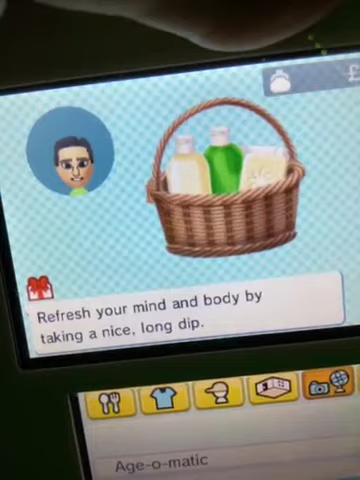 £
Refresh your mind and body by
taking a nice, long dip.
Age-o-matic